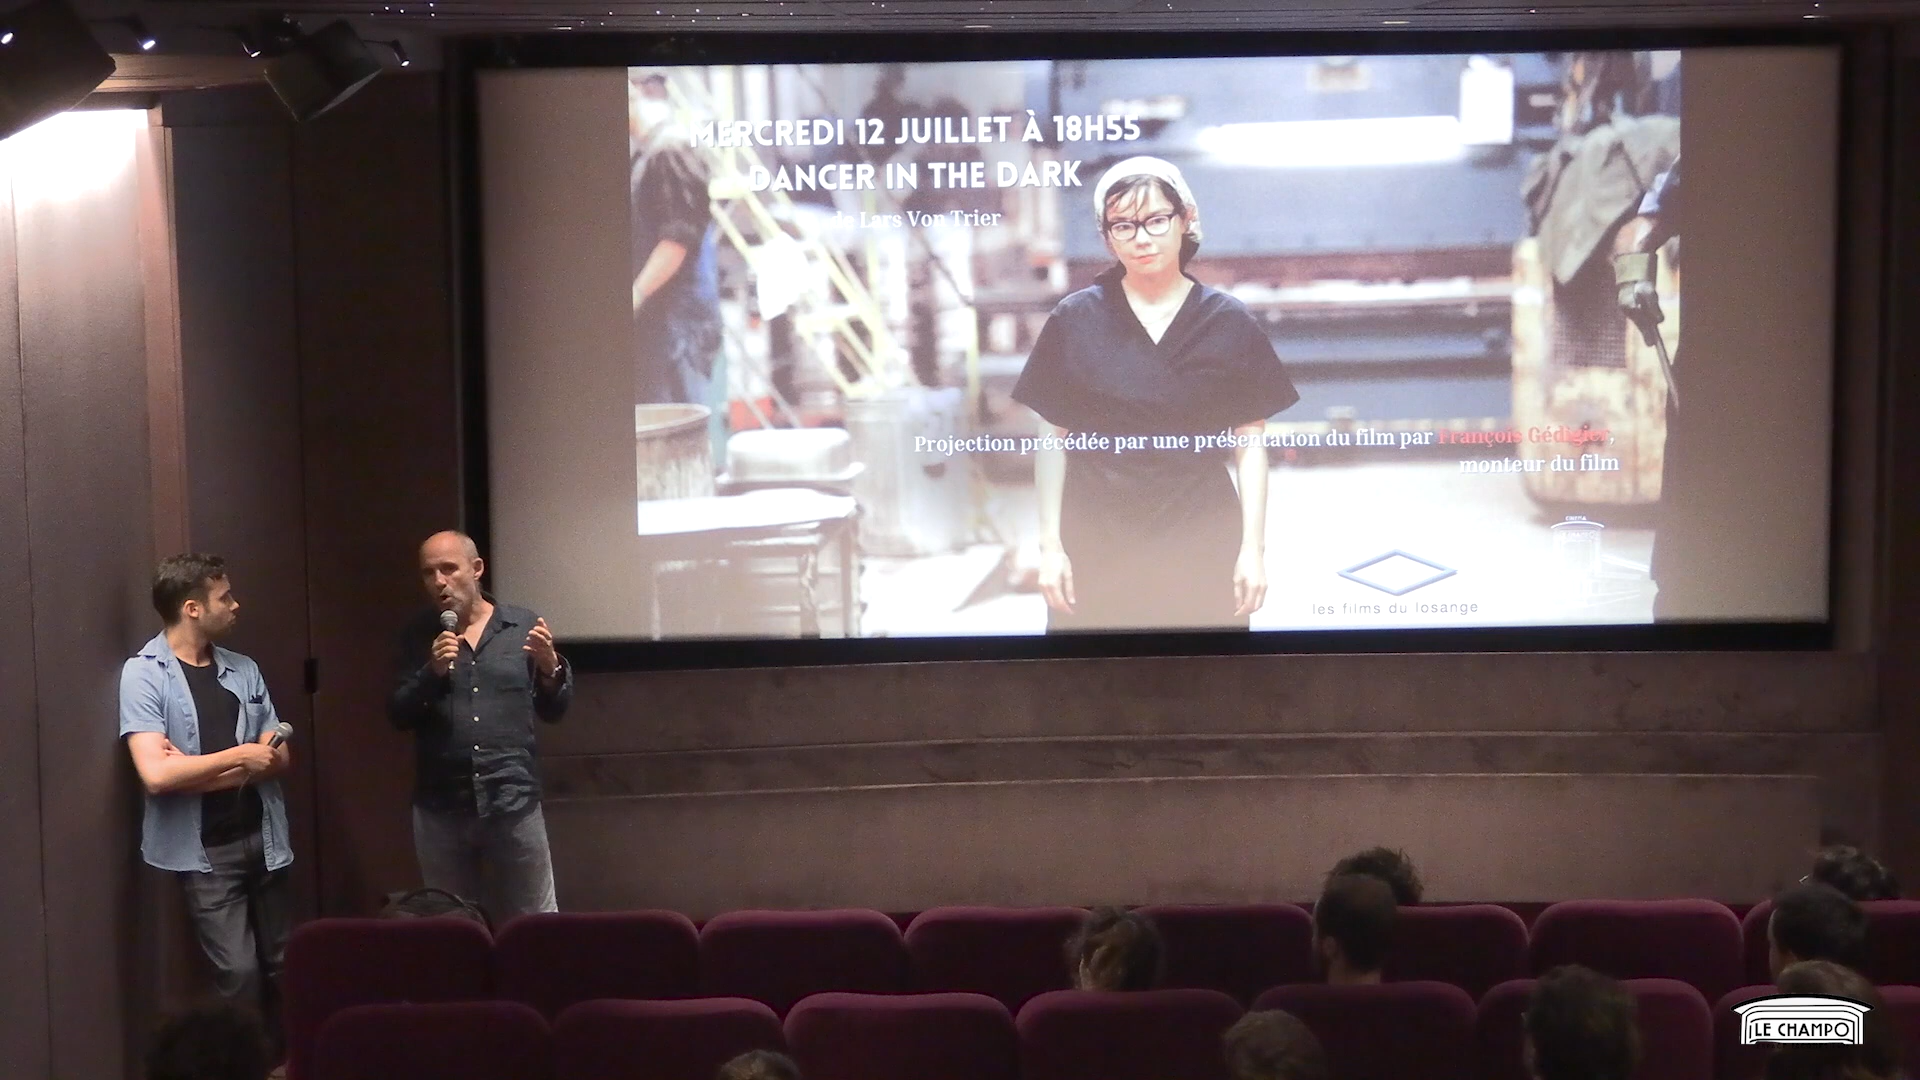 MERCREDI 12 JUILLET À 18H55
DANCER IN THE DARK
de Lars Von Trier
Projection précédée par une présentation du film par François Gédigier,
monteur du film
les films du losange
CINEMA
LE CHAMPO